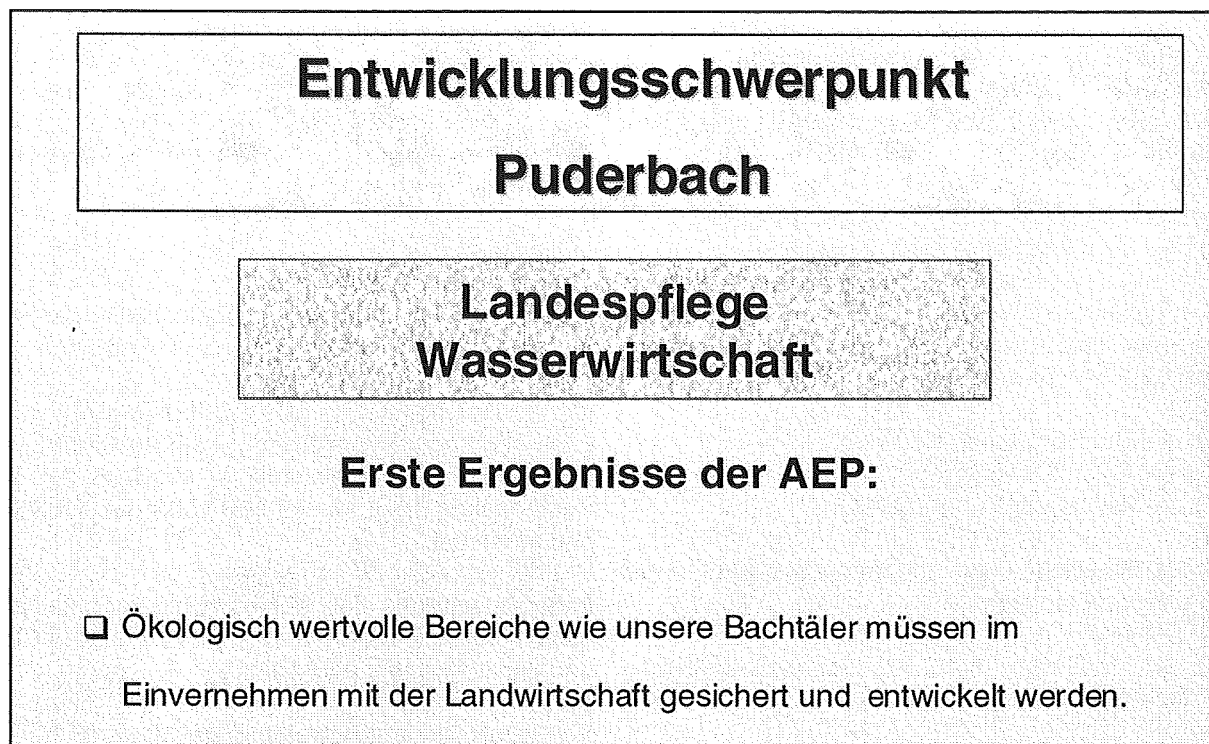 Entwicklungsschwerpunkt
Puderbach
Landespflege
Wasserwirtschaft
Erste Ergebnisse der AEP:
❑ Ökologisch wertvolle Bereiche wie unsere Bachtäler müssen im
Einvernehmen mit der Landwirtschaft gesichert und entwickelt werden.